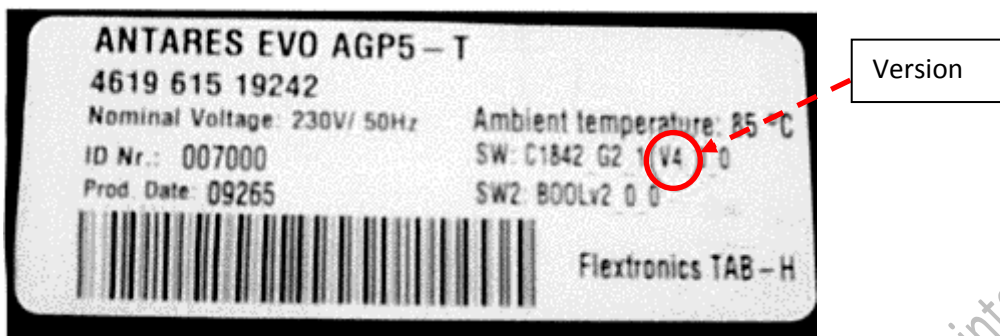 ANTARES EVO AGP5-T
4619 615 19242
Nominal Voltage: 230V/ 50Hz
Ambient temperature: 85 °C
ID Nr.: 007000
SW: C1842 G2 1 V4 0
Prod. Date: 09265
SW2: BOOLv2 0 0
Flextronics TAB-H
Version